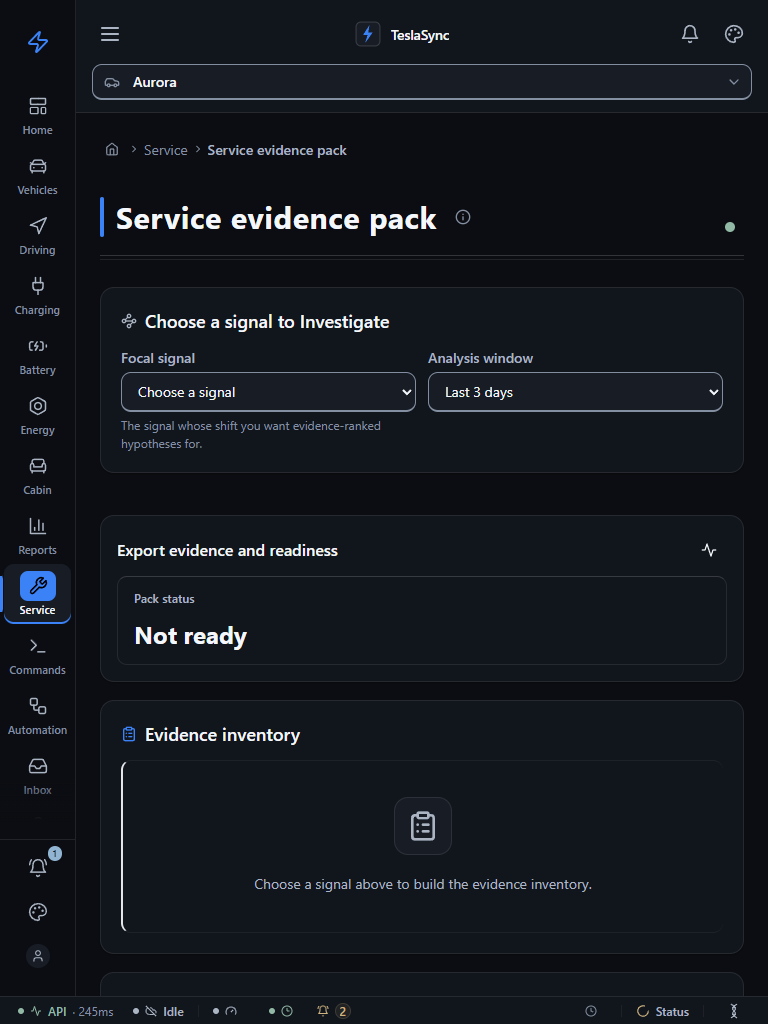 TeslaSync
Aurora
Home
Vehicles
Driving
Charging
Battery
Energy
Cabin
Reports
Service
Commands
Automation
Inbox
1
Service
Service evidence pack
Service evidence pack
Choose a signal to Investigate
Focal signal
Analysis window
Choose a signal
Last 3 days
The signal whose shift you want evidence-ranked
hypotheses for.
Export evidence and readiness
Pack status
Not ready
Evidence inventory
Choose a signal above to build the evidence inventory.
API · 245ms
Idle
2
Status